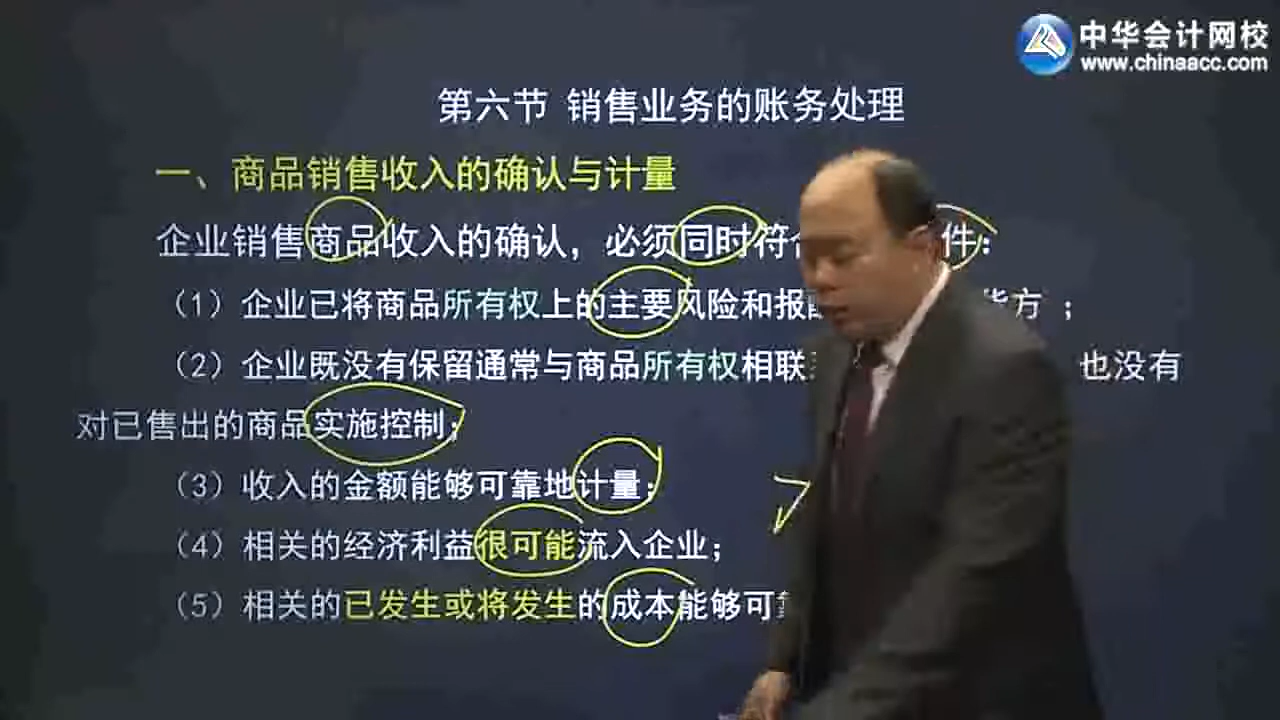 中华会计网校
www.chinaacc.com
第六节 销售业务的账务处理
一、商品销售收入的确认与计量
企业销售商品收入的确认，必须同时符 件：
（1）企业已将商品所有权上的主要风险和报 货方；
（2）企业既没有保留通常与商品所有权相联 也没有
对已售出的商品实施控制；
（3）收入的金额能够可靠地计量；
（4）相关的经济利益很可能流入企业；
（5）相关的已发生或将发生的成本能够可